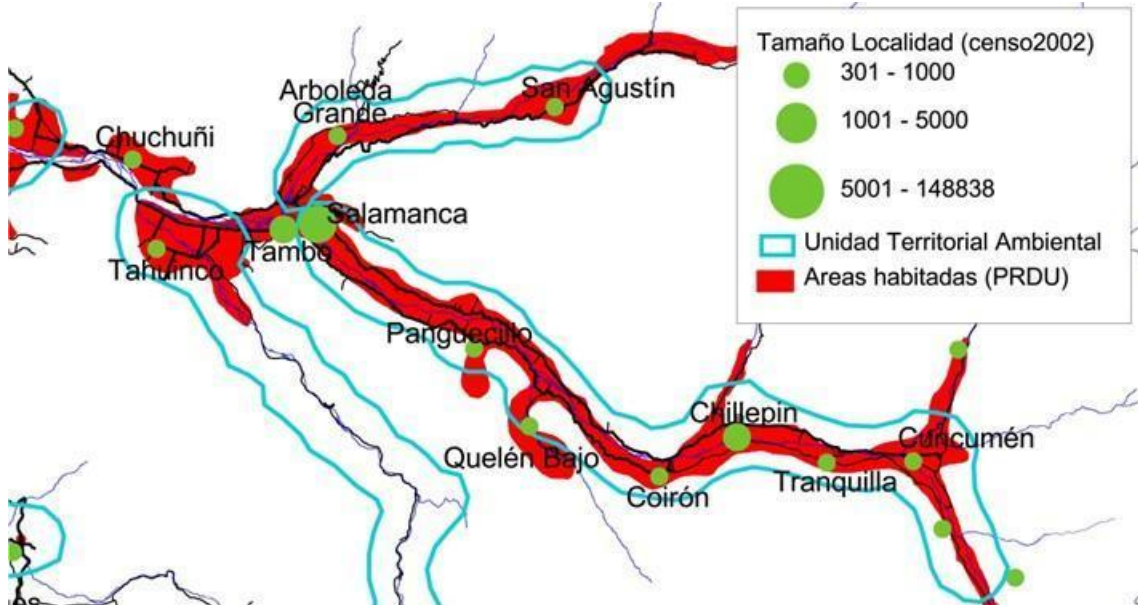 Tamaño Localidad (censo2002)
301 - 1000
1001 - 5000
5001 - 148838
Unidad Territorial Ambiental
Areas habitadas (PRDU)
Arboleda
Grande
San Agustín
Chuchuñi
Salamanca
Tambo
Tahuinco
Panguecillo
Chillepín
Cuncumén
Quelén Bajo
Coirón
Tranquilla